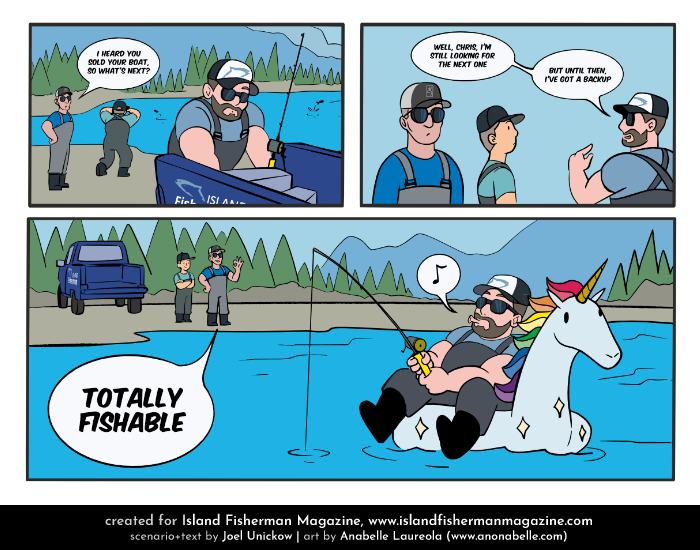 I HEARD YOU
SOLD YOUR BOAT,
SO WHAT'S NEXT?
Fish ISLAND
WELL, CHRIS, I'M
STILL LOOKING FOR
THE NEXT ONE
BUT UNTIL THEN,
I'VE GOT A BACKUP
TOTALLY
FISHABLE
created for Island Fisherman Magazine, www.islandfishermanmagazine.com
scenario+text by Joel Unickow | art by Anabelle Laureola (www.anonabelle.com)